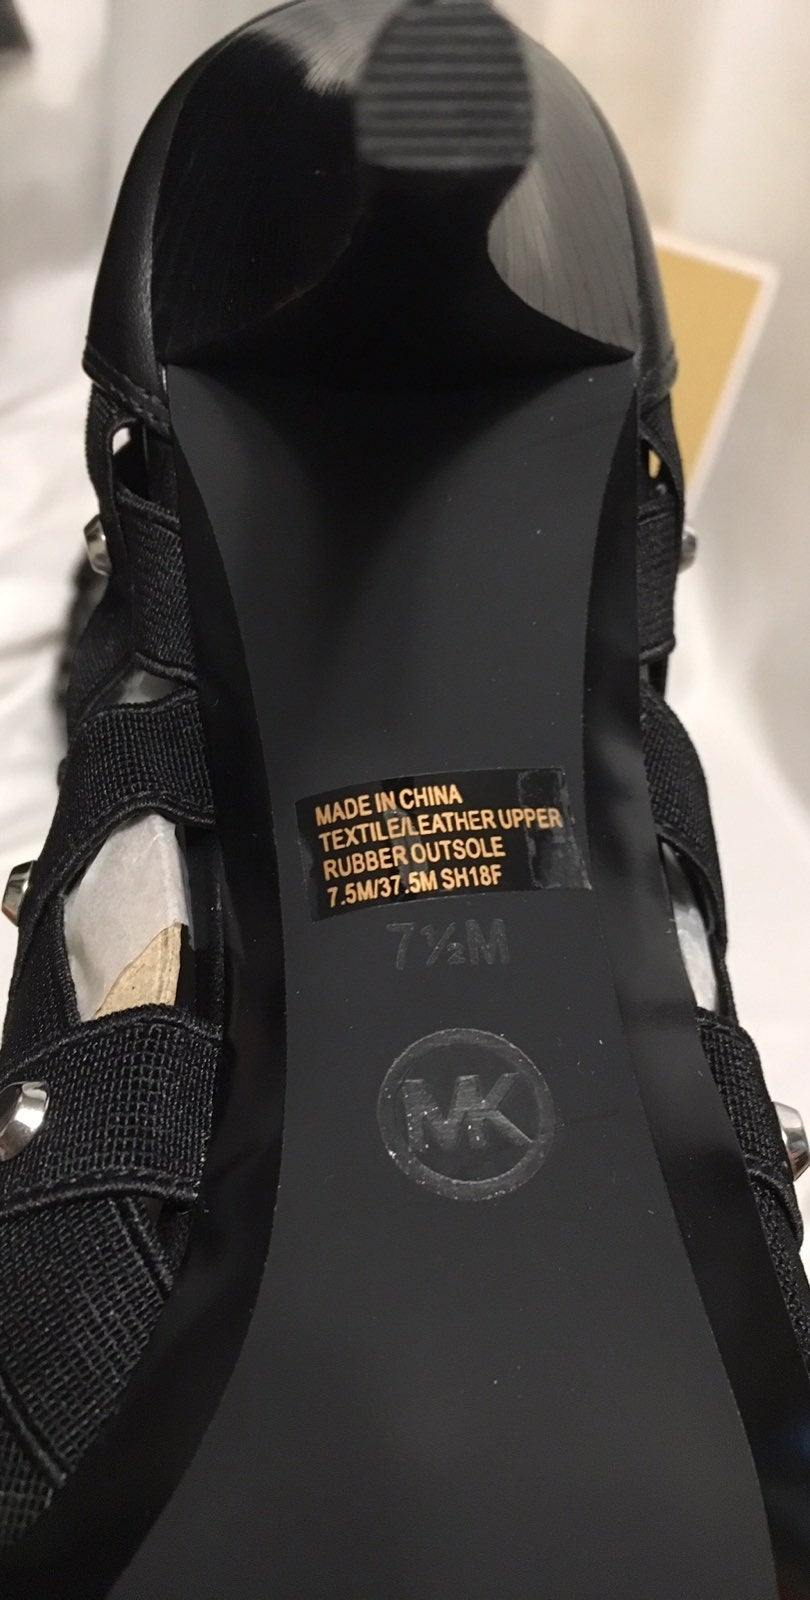 MADE IN CHINA
TEXTILE/LEATHER UPPER
RUBBER OUTSOLE
7.5M/37.5M SH18F
7½M
MK